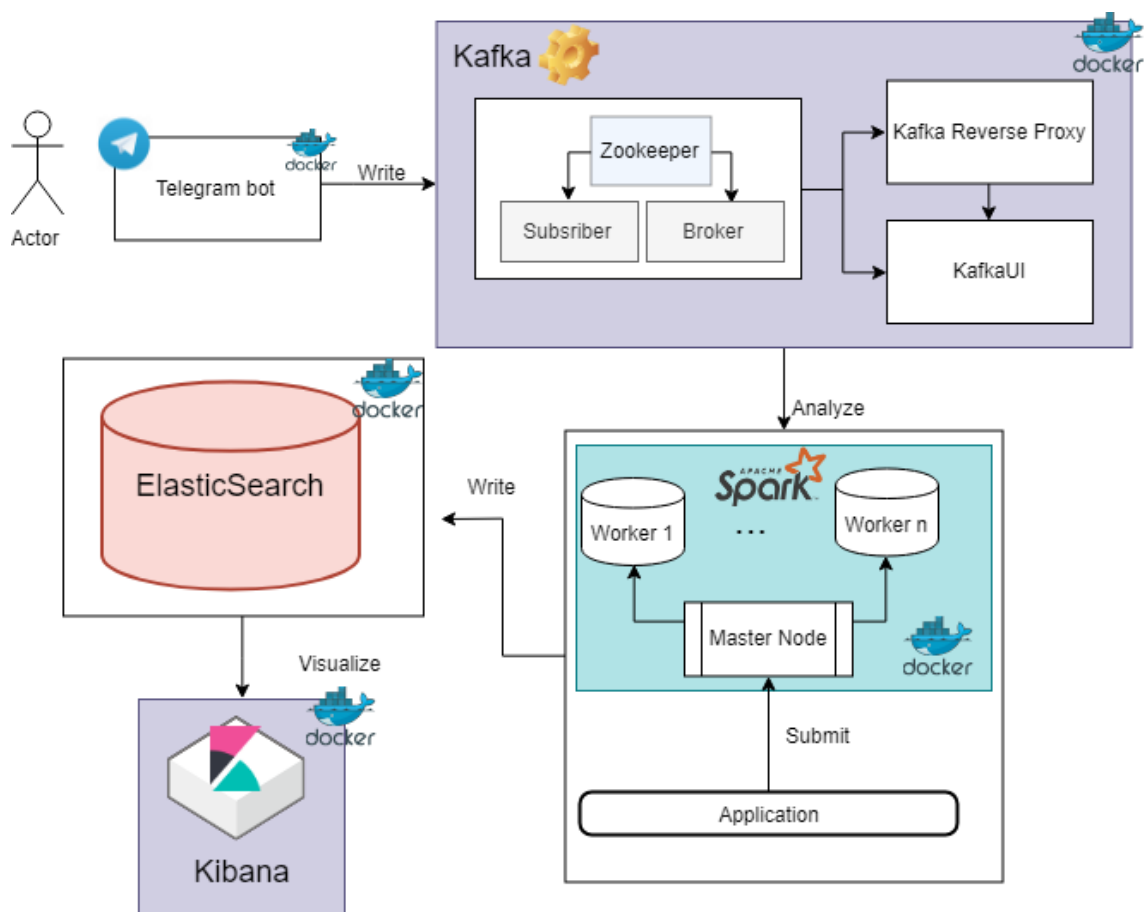 Kafka
docker
Actor
Telegram bot
docker
Write
Zookeeper
Subsriber
Broker
Kafka Reverse Proxy
KafkaUI
Analyze
docker
ElasticSearch
Write
APACHE
Spark
Worker 1
...
Worker n
Master Node
docker
Submit
Application
Visualize
docker
Kibana